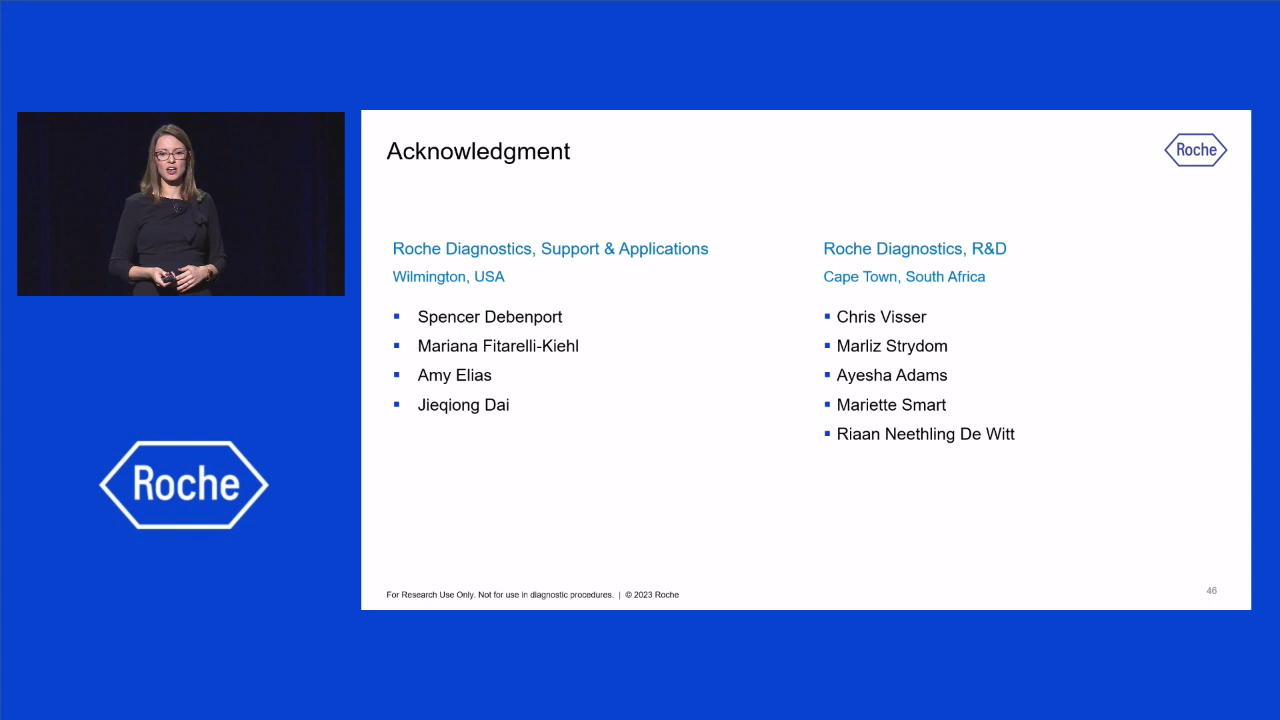 Acknowledgment
Roche
Roche Diagnostics, Support & Applications
Wilmington, USA
▪ Spencer Debenport
▪ Mariana Fitarelli-Kiehl
▪ Amy Elias
▪ Jieqiong Dai
Roche Diagnostics, R&D
Cape Town, South Africa
▪ Chris Visser
▪ Marliz Strydom
▪ Ayesha Adams
▪ Mariette Smart
▪ Riaan Neethling De Witt
Roche
For Research Use Only. Not for use in diagnostic procedures. | © 2023 Roche
46